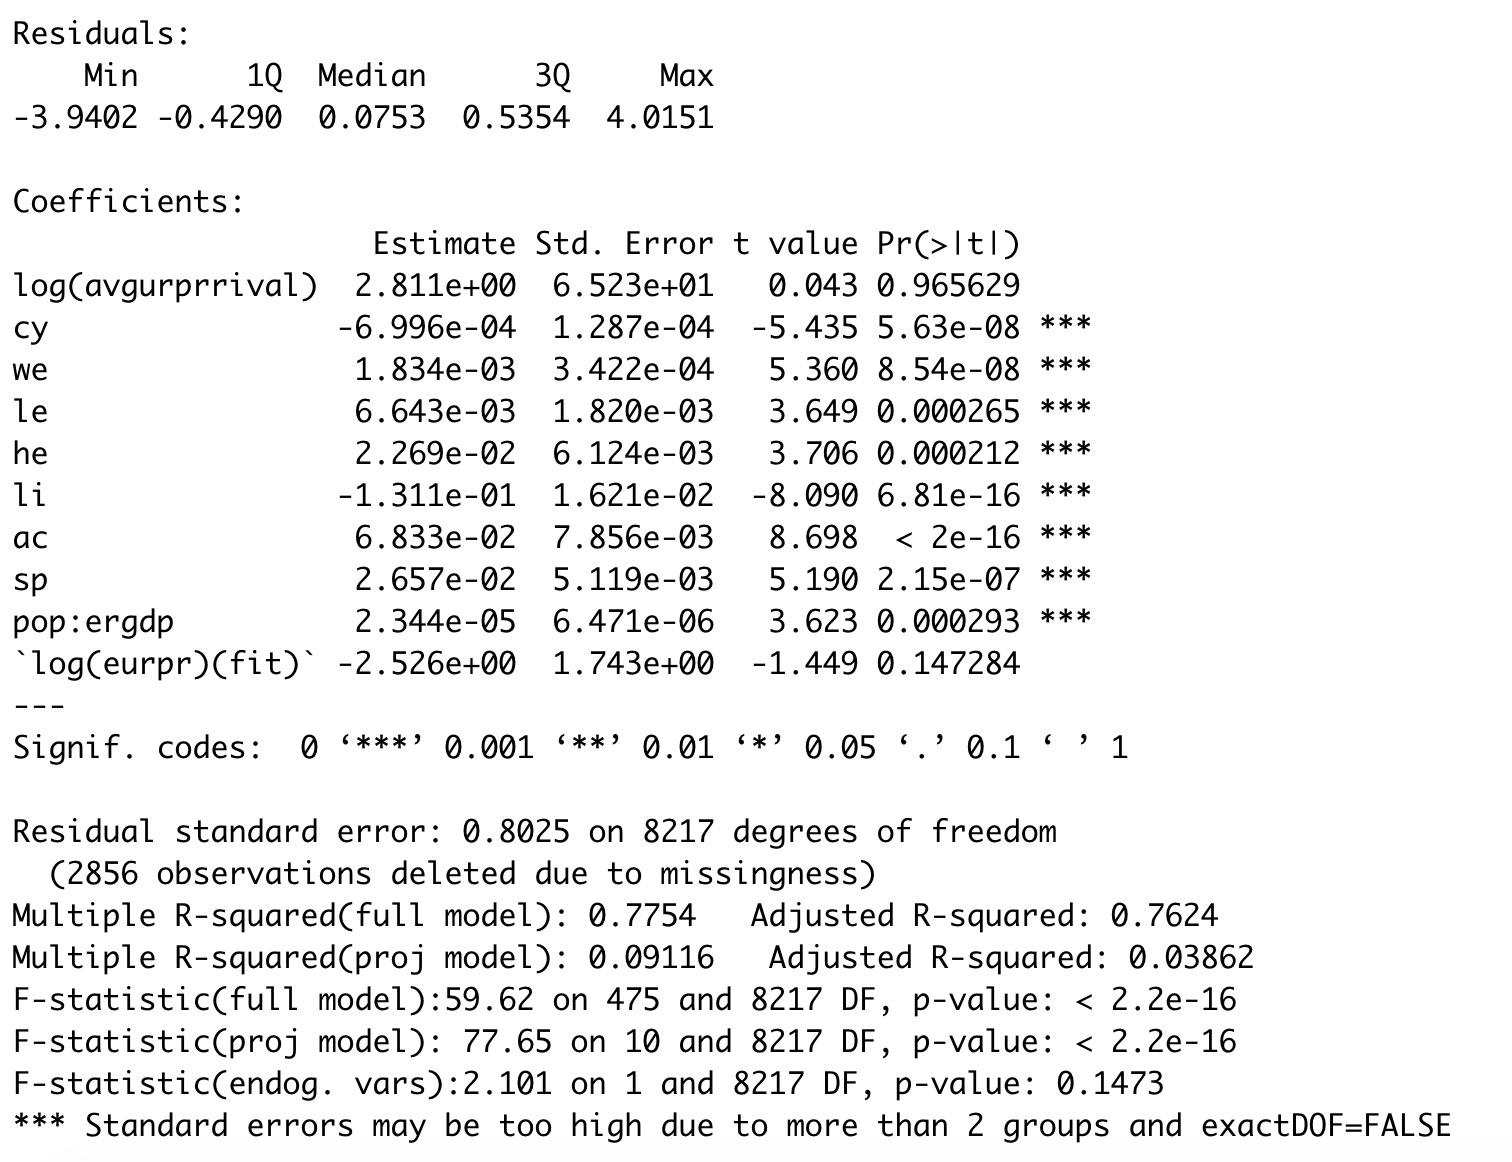 Residuals:
    Min      1Q  Median      3Q     Max
-3.9402 -0.4290  0.0753  0.5354  4.0151

Coefficients:
                    Estimate Std. Error t value Pr(>|t|)
log(avgurprrival)  2.811e+00  6.523e+01   0.043 0.965629
cy                -6.996e-04  1.287e-04  -5.435 5.63e-08 ***
we                 1.834e-03  3.422e-04   5.360 8.54e-08 ***
le                 6.643e-03  1.820e-03   3.649 0.000265 ***
he                 2.269e-02  6.124e-03   3.706 0.000212 ***
li                -1.311e-01  1.621e-02  -8.090 6.81e-16 ***
ac                 6.833e-02  7.856e-03   8.698  < 2e-16 ***
sp                 2.657e-02  5.119e-03   5.190 2.15e-07 ***
pop:ergdp          2.344e-05  6.471e-06   3.623 0.000293 ***
`log(eurpr)(fit)` -2.526e+00  1.743e+00  -1.449 0.147284
---
Signif. codes:  0 ‘***’ 0.001 ‘**’ 0.01 ‘*’ 0.05 ‘.’ 0.1 ‘ ’ 1

Residual standard error: 0.8025 on 8217 degrees of freedom
  (2856 observations deleted due to missingness)
Multiple R-squared(full model): 0.7754   Adjusted R-squared: 0.7624
Multiple R-squared(proj model): 0.09116   Adjusted R-squared: 0.03862
F-statistic(full model):59.62 on 475 and 8217 DF, p-value: < 2.2e-16
F-statistic(proj model): 77.65 on 10 and 8217 DF, p-value: < 2.2e-16
F-statistic(endog. vars):2.101 on 1 and 8217 DF, p-value: 0.1473
*** Standard errors may be too high due to more than 2 groups and exactDOF=FALSE